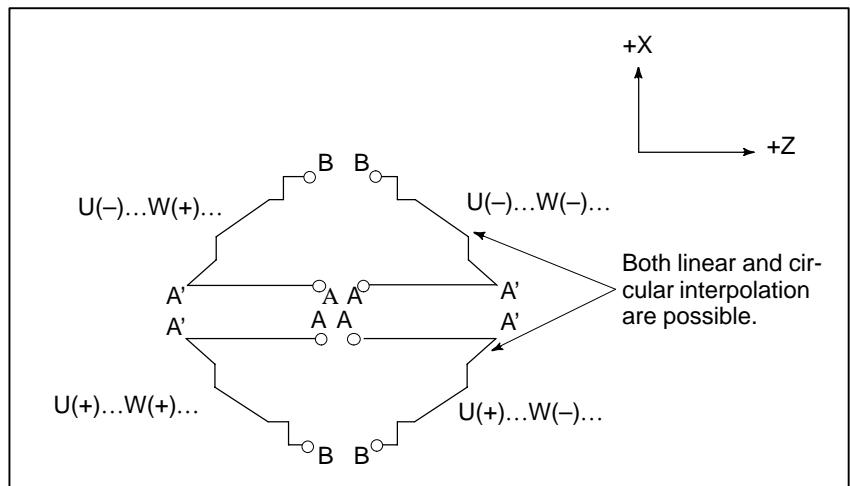 +X
+Z
B B
U(–)…W(+)…
U(–)…W(–)…
Both linear and cir-
cular interpolation
are possible.
A’ A A A’
A’ A A A’
U(+)…W(+)…
U(+)…W(–)…
B B